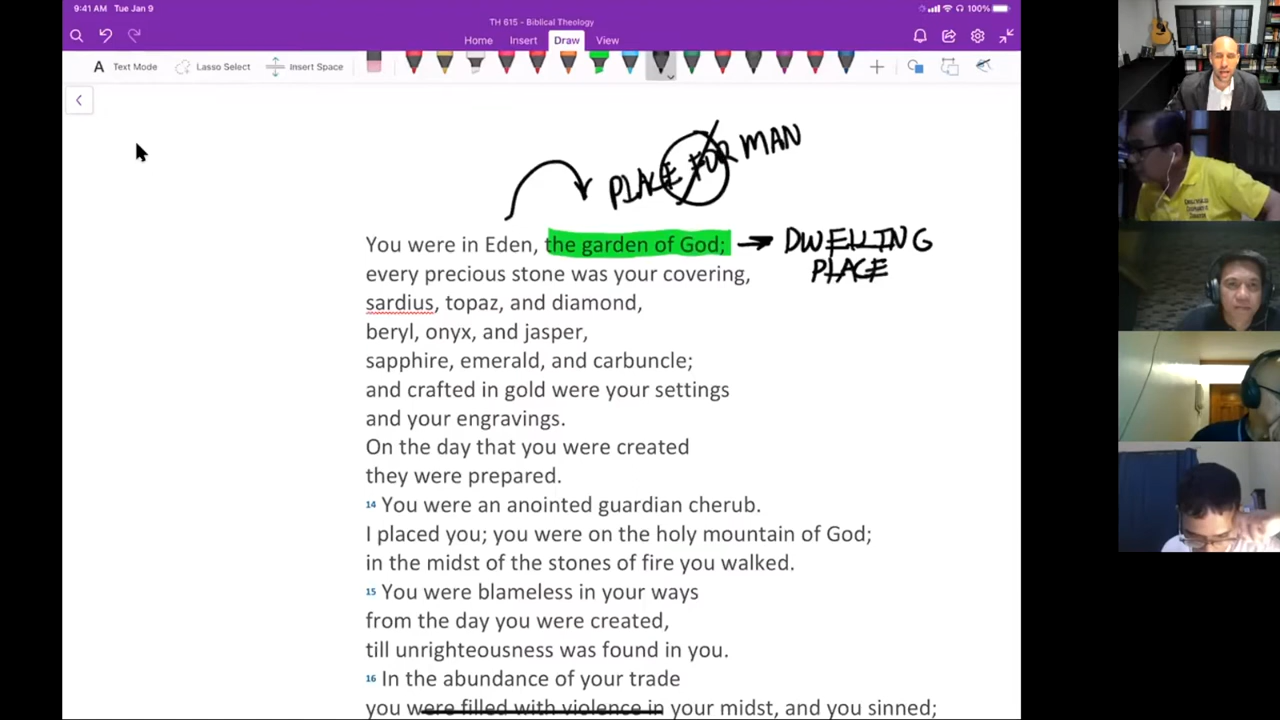 9:41 AM Tue Jan 9
100%
TH 615 - Biblical Theology
Home Insert Draw View
A Text Mode Lasso Select Insert Space
PLACE FOR MAN
You were in Eden, the garden of God; → DWELLING
PLACE
every precious stone was your covering,
sardius, topaz, and diamond,
beryl, onyx, and jasper,
sapphire, emerald, and carbuncle;
and crafted in gold were your settings
and your engravings.
On the day that you were created
they were prepared.
14 You were an anointed guardian cherub.
I placed you; you were on the holy mountain of God;
in the midst of the stones of fire you walked.
15 You were blameless in your ways
from the day you were created,
till unrighteousness was found in you.
16 In the abundance of your trade
you were filled with violence in your midst, and you sinned;